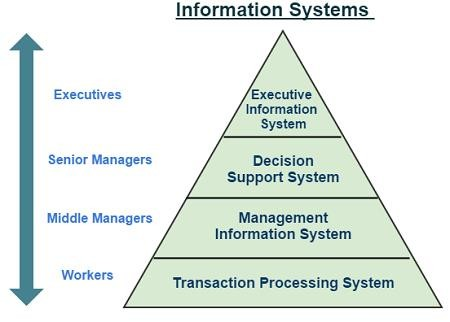 Information Systems
Executives
Executive
Information
System
Senior Managers
Decision
Support System
Middle Managers
Management
Information System
Workers
Transaction Processing System